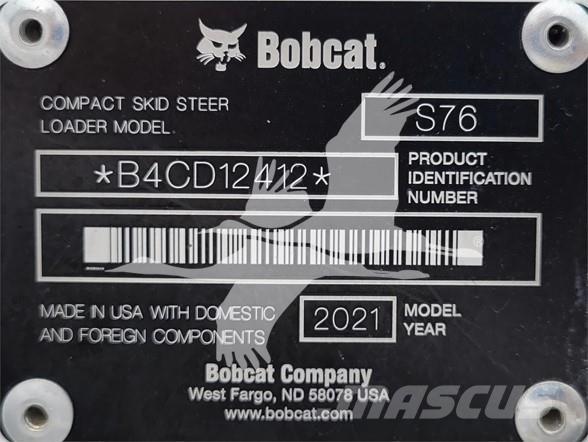 Bobcat.
COMPACT SKID STEER
LOADER MODEL
S76
*B4CD12412*
PRODUCT
IDENTIFICATION
NUMBER
MADE IN USA WITH DOMESTIC
AND FOREIGN COMPONENTS
2021
MODEL
YEAR
Bobcat Company
West Fargo, ND 58078 USA
www.bobcat.com
MASCUS